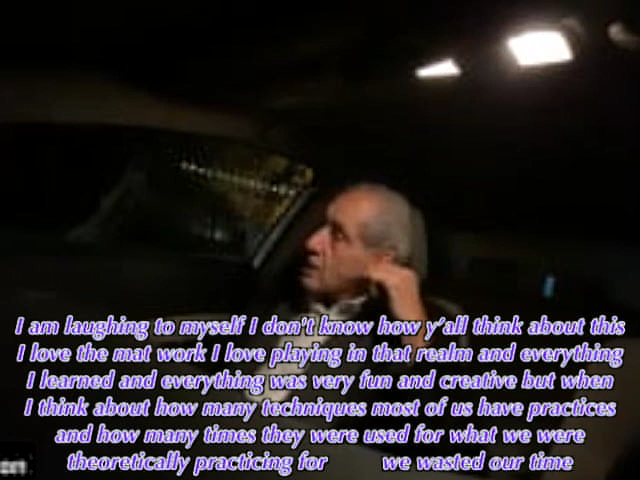 I am laughing to myself I don't know how y'all think about this
I love the mat work I love playing in that realm and everything
I learned and everything was very fun and creative but when
I think about how many techniques most of us have practices
and how many times they were used for what we were
theoretically practicing for we wasted our time